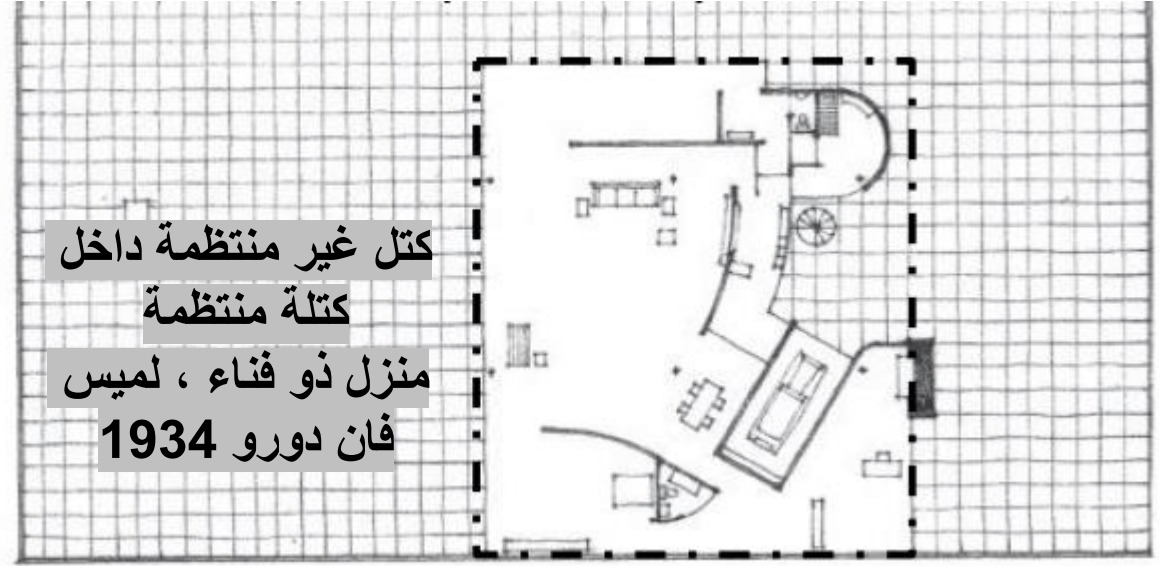 كتل غير منتظمة داخل
كتلة منتظمة
منزل ذو فناء ، لميس
فان دورو 1934